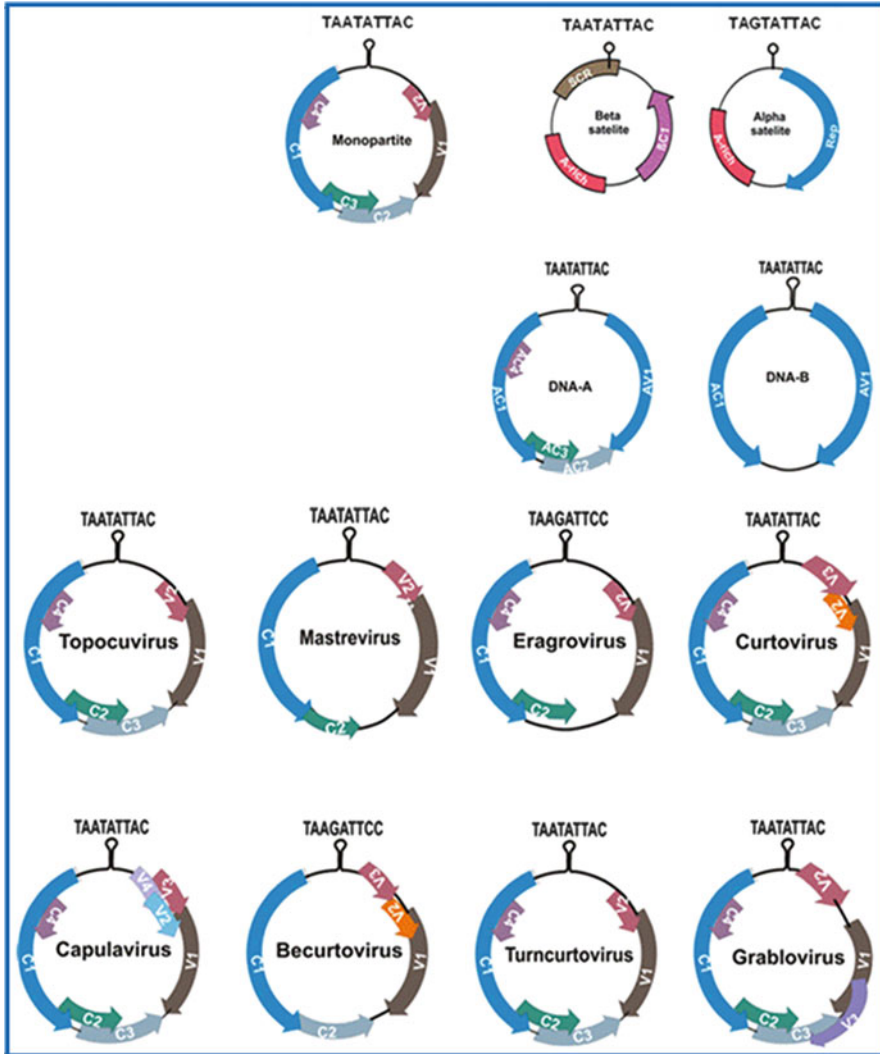 TAATATTAC TAATATTAC TAGTATTAC
C1 C4 V2 V1 C3 C2
Monopartite
SCR A-rich SC1
Beta
satelite
A-rich Rep
Alpha
satelite
TAATATTAC TAATATTAC
AC1 AC4 AV1 AC3 AC2
DNA-A
AC1 AV1
DNA-B
TAATATTAC TAATATTAC TAAGATTCC TAATATTAC
C1 C4 V1 C2 C3
Topocuvirus
C1 V2 V1 C2
Mastrevirus
C1 C4 V2 V1 C2
Eragrovirus
C1 C4 V3 V2 V1 C2 C3
Curtovirus
TAATATTAC TAAGATTCC TAATATTAC TAATATTAC
C1 C4 V4 V3 V2 V1 C2 C3
Capulavirus
C1 V3 V2 V1 C2
Becurtovirus
C1 C4 V1 C2 C3
Turncurtovirus
C1 C4 V2 V1 C2 C3 V3
Grablovirus